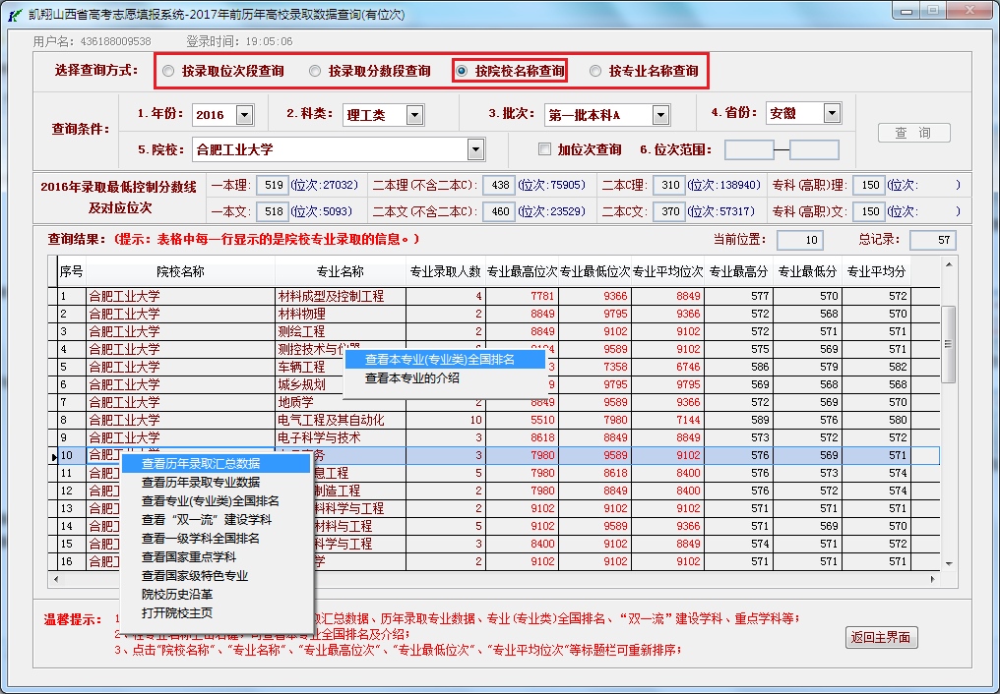 凯翔山西省高考志愿填报系统-2017年前历年高校录取数据查询(有位次)
用户名：436188009538 登录时间：19:05:06
选择查询方式： 按录取位次段查询 按录取分数段查询 按院校名称查询 按专业名称查询
查询条件： 1.年份： 2016 2.科类： 理工类 3.批次： 第一批本科A 4.省份： 安徽 查 询
5.院校： 合肥工业大学 加位次查询 6.位次范围： —
2016年录取最低控制分数线 一本理: 519 (位次:27032) 二本理(不含二本C): 438 (位次:75905) 二本C理: 310 (位次:138940) 专科(高职)理: 150 (位次: )
及对应位次 一本文: 518 (位次:5093) 二本文(不含二本C): 460 (位次:23529) 二本C文: 370 (位次:57317) 专科(高职)文: 150 (位次: )
查询结果：(提示：表格中每一行显示的是院校专业录取的信息。) 当前位置： 10 总记录： 57
序号 院校名称 专业名称 专业录取人数 专业最高位次 专业最低位次 专业平均位次 专业最高分 专业最低分 专业平均分
1 合肥工业大学 材料成型及控制工程 4 7781 9366 8849 577 570 572
2 合肥工业大学 材料物理 2 8849 9795 9366 572 568 570
3 合肥工业大学 测绘工程 2 8849 9102 9102 572 571 571
4 合肥工业大学 测控技术与仪器 9589 9102 575 569 571
5 合肥工业大学 车辆工程 3 7358 6746 586 579 582
6 合肥工业大学 城乡规划 9 9795 9795 569 568 568
7 合肥工业大学 地质学 2 8849 9589 9366 572 569 570
8 合肥工业大学 电气工程及其自动化 10 5510 7980 7144 589 576 580
9 合肥工业大学 电子科学与技术 3 8618 8849 8849 573 572 572
10 合肥工 务 3 7980 9589 9102 576 569 571
11 合肥工 息工程 5 7980 8618 8400 576 573 574
12 合肥工 制造工程 2 7980 8849 8400 576 572 574
13 合肥工 料科学与工程 2 9102 9102 9102 571 571 571
14 合肥工 材料与工程 5 9102 9589 9366 571 569 570
15 合肥工 科学与工程 3 8400 9102 8849 574 571 572
16 合肥工 学 2 9102 9102 9102 571 571 571
查看本专业(专业类)全国排名
查看本专业的介绍
查看历年录取汇总数据
查看历年录取专业数据
查看专业(专业类)全国排名
查看“双一流”建设学科
查看一级学科全国排名
查看国家重点学科
查看国家级特色专业
院校历史沿革
打开院校主页
温馨提示： 1 取汇总数据、历年录取专业数据、专业(专业类)全国排名、“双一流”建设学科、重点学科等；
2、在专业名称上击右键，可查看本专业全国排名及介绍；
3、点击"院校名称"、"专业名称"、"专业最高位次"、"专业最低位次"、"专业平均位次"等标题栏可重新排序；
返回主界面